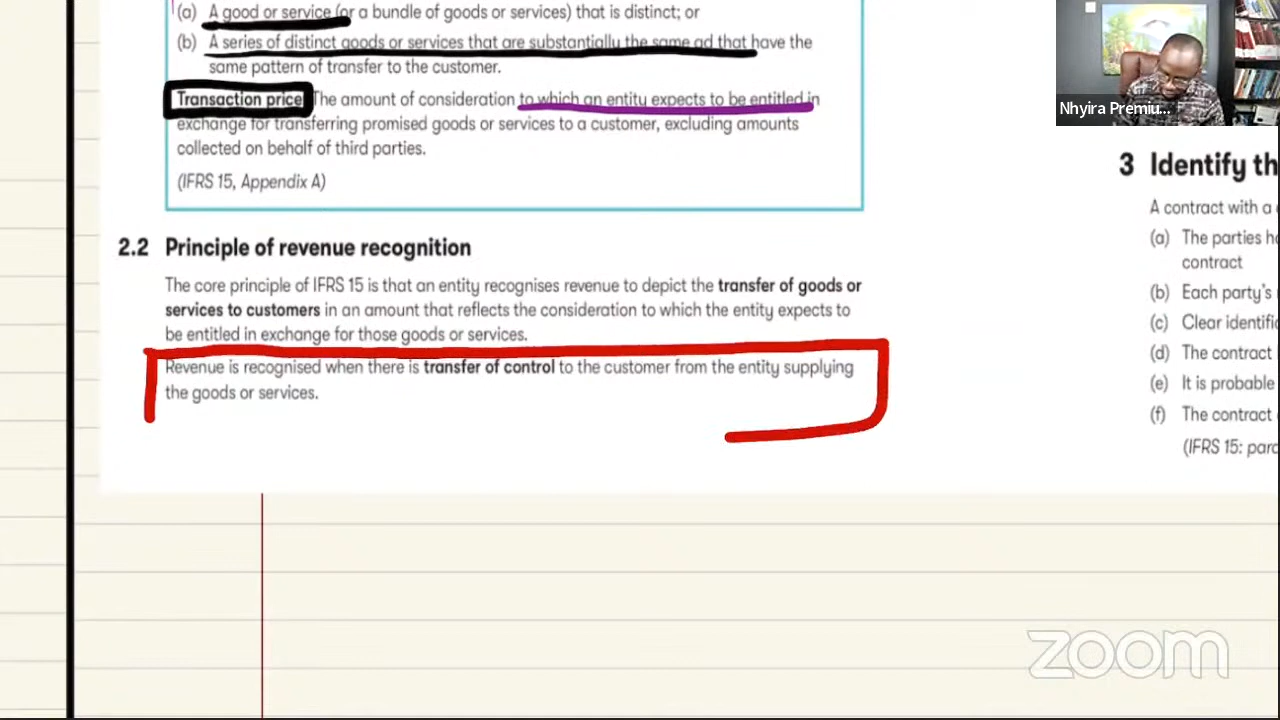 (a) A good or service (or a bundle of goods or services) that is distinct; or
(b) A series of distinct goods or services that are substantially the same ad that have the
same pattern of transfer to the customer.
Transaction price The amount of consideration to which an entity expects to be entitled in
exchange for transferring promised goods or services to a customer, excluding amounts
collected on behalf of third parties.
(IFRS 15, Appendix A)
2.2 Principle of revenue recognition
The core principle of IFRS 15 is that an entity recognises revenue to depict the transfer of goods or
services to customers in an amount that reflects the consideration to which the entity expects to
be entitled in exchange for those goods or services.
Revenue is recognised when there is transfer of control to the customer from the entity supplying
the goods or services.
Nhyira Premiu...
3 Identify th
A contract with a
(a) The parties ha
contract
(b) Each party's
(c) Clear identific
(d) The contract
(e) It is probable
(f) The contract
(IFRS 15: para
zoom